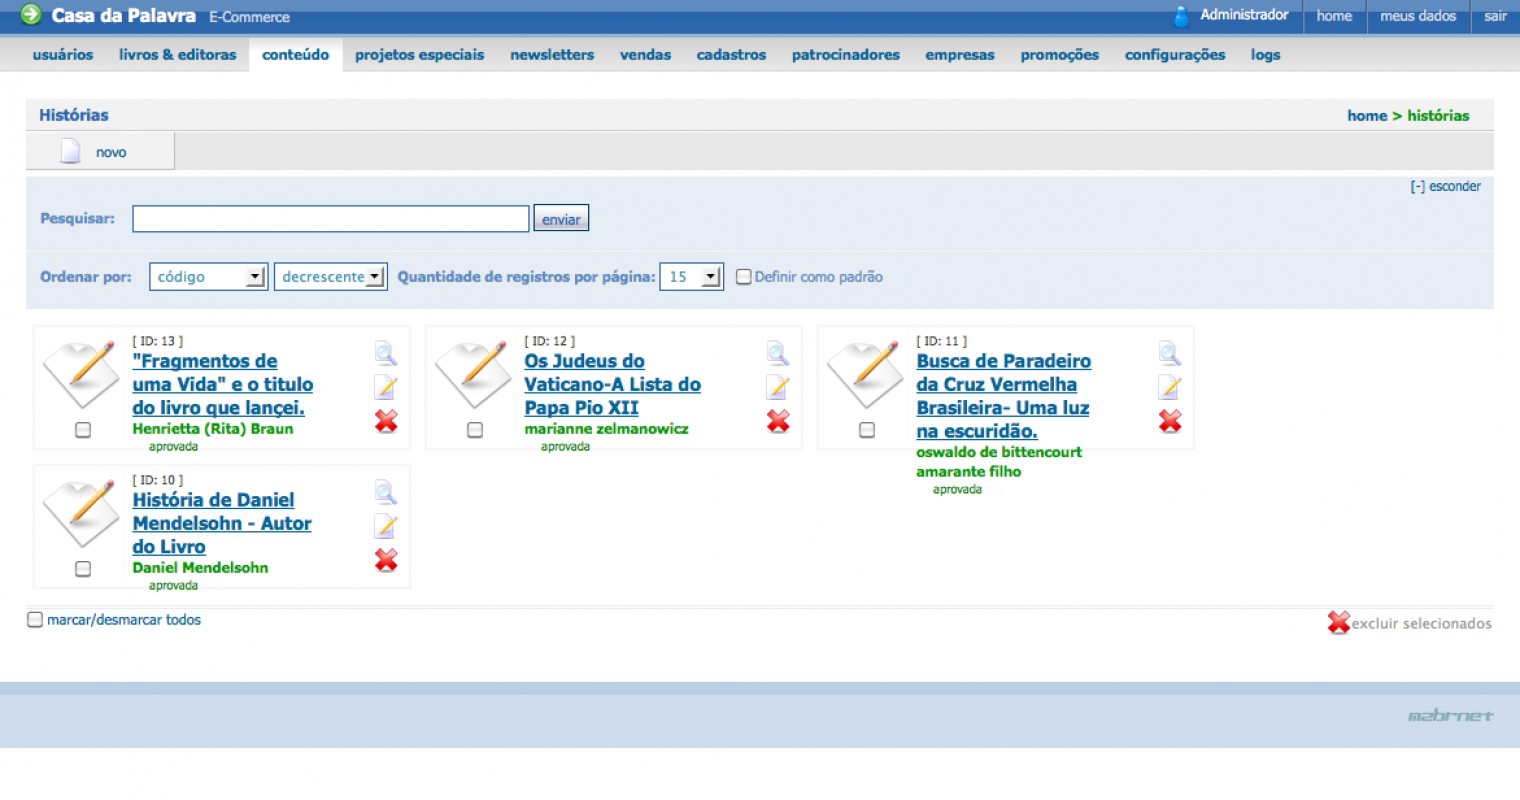 Casa da Palavra E-Commerce Administrador home meus dados sair
usuários livros & editoras conteúdo projetos especiais newsletters vendas cadastros patrocinadores empresas promoções configurações logs
Histórias home > histórias
novo
[-] esconder
Pesquisar: enviar
Ordenar por: código decrescente Quantidade de registros por página: 15 Definir como padrão
[ ID: 13 ]
"Fragmentos de
uma Vida" e o titulo
do livro que lançei.
Henrietta (Rita) Braun
aprovada
[ ID: 12 ]
Os Judeus do
Vaticano-A Lista do
Papa Pio XII
marianne zelmanowicz
aprovada
[ ID: 11 ]
Busca de Paradeiro
da Cruz Vermelha
Brasileira- Uma luz
na escuridão.
oswaldo de bittencourt
amarante filho
aprovada
[ ID: 10 ]
História de Daniel
Mendelsohn - Autor
do Livro
Daniel Mendelsohn
aprovada
marcar/desmarcar todos excluir selecionados
m2brnet